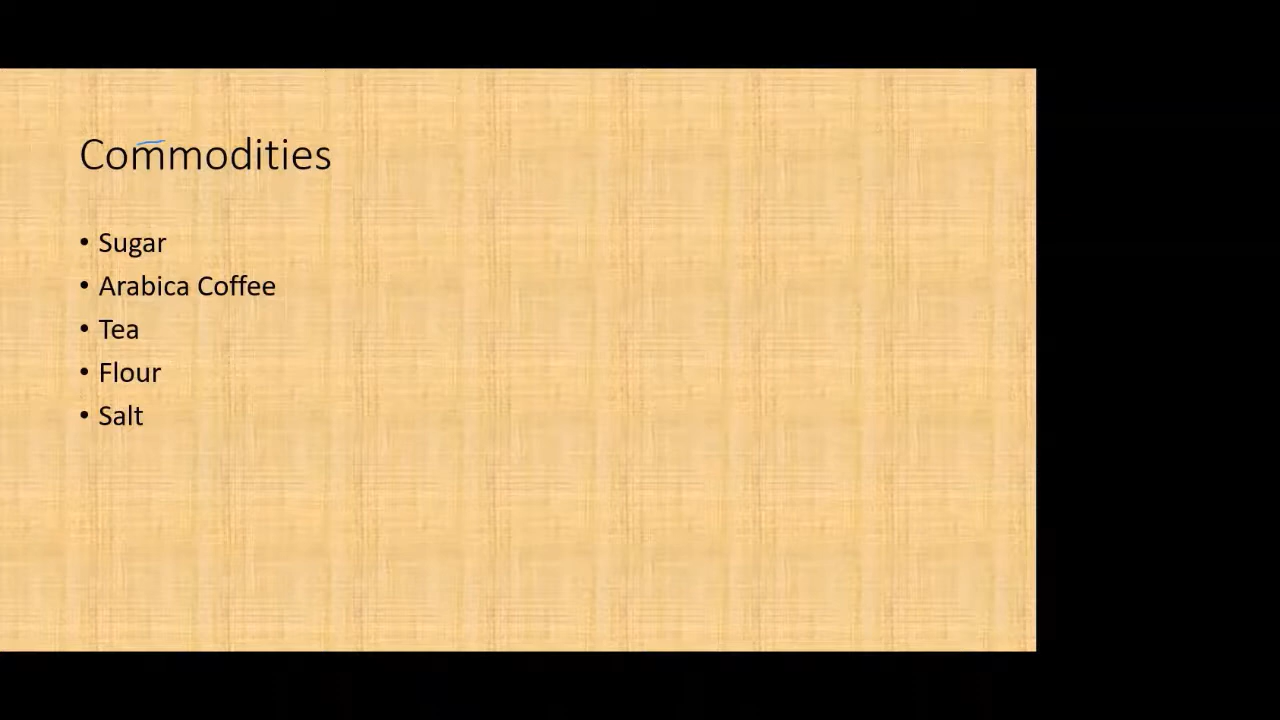 Commodities
• Sugar
• Arabica Coffee
• Tea
• Flour
• Salt